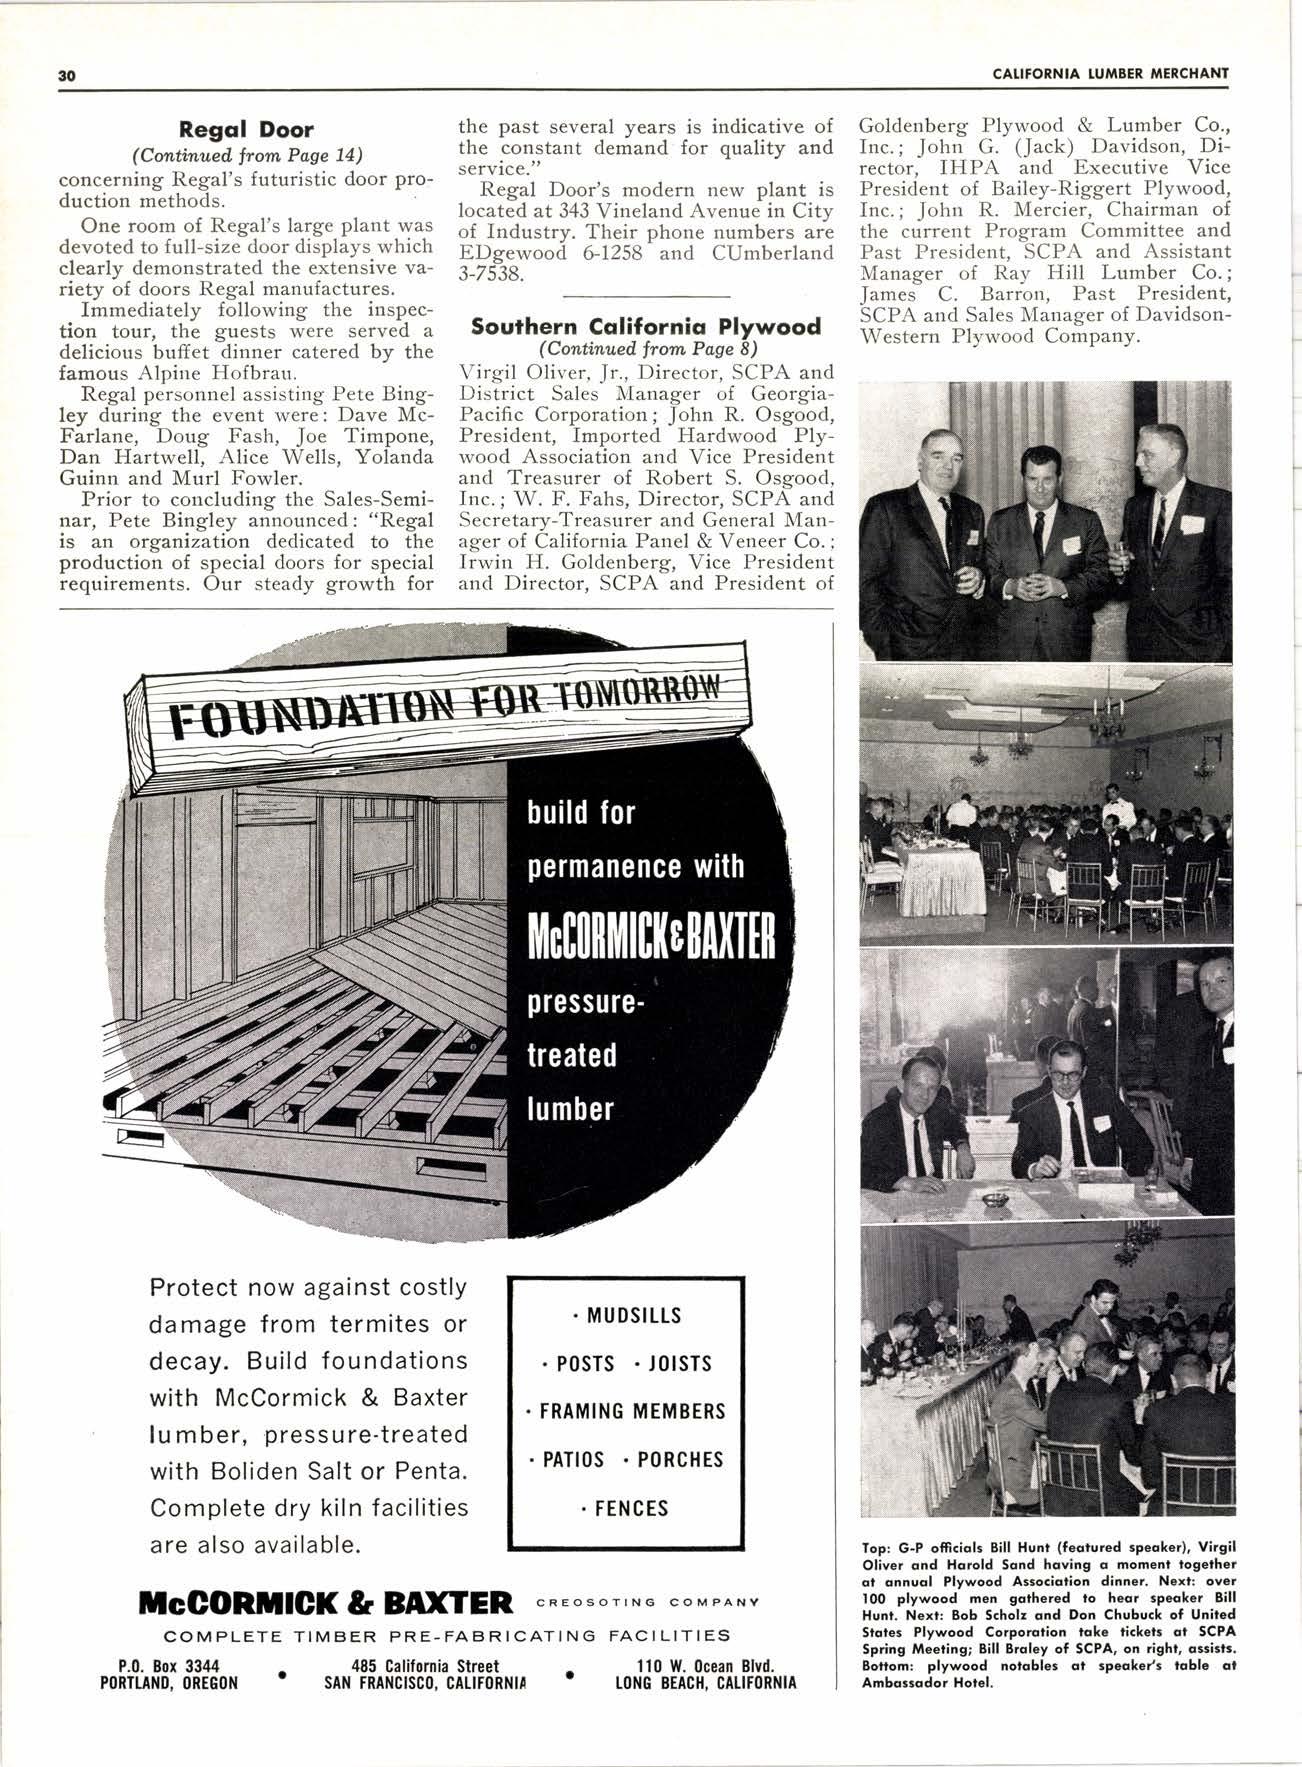 30
CALIFORNIA LUMBER MERCHANT
Regal Door
(Continued from Page 14)
concerning Regal's futuristic door pro-
duction methods.
One room of Regal's large plant was
devoted to full-size door displays which
clearly demonstrated the extensive va-
riety of doors Regal manufactures.
Immediately following the inspec-
tion tour, the guests were served a
delicious buffet dinner catered by the
famous Alpine Hofbrau.
Regal personnel assisting Pete Bing-
ley during the event were: Dave Mc-
Farlane, Doug Fash, Joe Timpone,
Dan Hartwell, Alice Wells, Yolanda
Guinn and Murl Fowler.
Prior to concluding the Sales-Semi-
nar, Pete Bingley announced: "Regal
is an organization dedicated to the
production of special doors for special
requirements. Our steady growth for
the past several years is indicative of
the constant demand for quality and
service."
Regal Door's modern new plant is
located at 343 Vineland Avenue in City
of Industry. Their phone numbers are
EDgewood 6-1258 and CUmberland
3-7538.
Southern California Plywood
(Continued from Page 8)
Virgil Oliver, Jr., Director, SCPA and
District Sales Manager of Georgia-
Pacific Corporation; John R. Osgood,
President, Imported Hardwood Ply-
wood Association and Vice President
and Treasurer of Robert S. Osgood,
Inc.; W. F. Fahs, Director, SCPA and
Secretary-Treasurer and General Man-
ager of California Panel & Veneer Co.;
Irwin H. Goldenberg, Vice President
and Director, SCPA and President of
Goldenberg Plywood & Lumber Co.,
Inc.; John G. (Jack) Davidson, Di-
rector, IHPA and Executive Vice
President of Bailey-Riggert Plywood,
Inc.; John R. Mercier, Chairman of
the current Program Committee and
Past President, SCPA and Assistant
Manager of Ray Hill Lumber Co.;
James C. Barron, Past President,
SCPA and Sales Manager of Davidson-
Western Plywood Company.
FOUNDATION FOR TOMORROW
build for
permanence with
McCORMICK & BAXTER
pressure-
treated
lumber
Protect now against costly
damage from termites or
decay. Build foundations
with McCormick & Baxter
lumber, pressure-treated
with Boliden Salt or Penta.
Complete dry kiln facilities
are also available.
· MUDSILLS
· POSTS · JOISTS
· FRAMING MEMBERS
· PATIOS · PORCHES
· FENCES
McCORMICK & BAXTER CREOSOTING COMPANY
COMPLETE TIMBER PRE-FABRICATING FACILITIES
P.O. Box 3344
PORTLAND, OREGON
•
485 California Street
SAN FRANCISCO, CALIFORNIA
•
110 W. Ocean Blvd.
LONG BEACH, CALIFORNIA
Top: G-P officials Bill Hunt (featured speaker), Virgil
Oliver and Harold Sand having a moment together
at annual Plywood Association dinner. Next: over
100 plywood men gathered to hear speaker Bill
Hunt. Next: Bob Scholz and Don Chubuck of United
States Plywood Corporation take tickets at SCPA
Spring Meeting; Bill Braley of SCPA, on right, assists.
Bottom: plywood notables at speaker's table at
Ambassador Hotel.